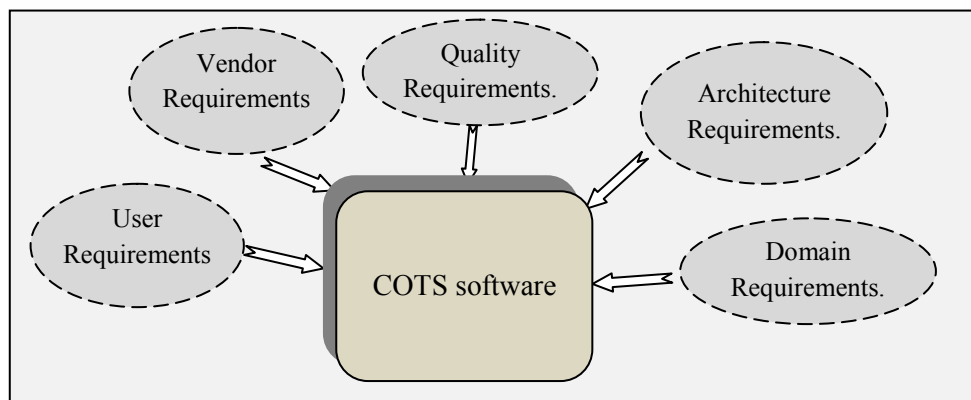 Vendor
Requirements
Quality
Requirements.
Architecture
Requirements.
User
Requirements
Domain
Requirements.
COTS software